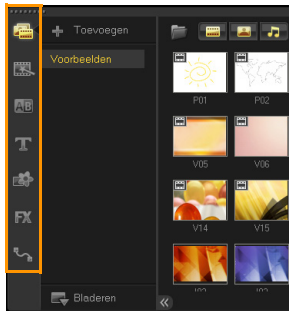 Toevoegen
Voorbeelden
AB
T
FX
P01 P02
V05 V06
V14 V15
Bladeren